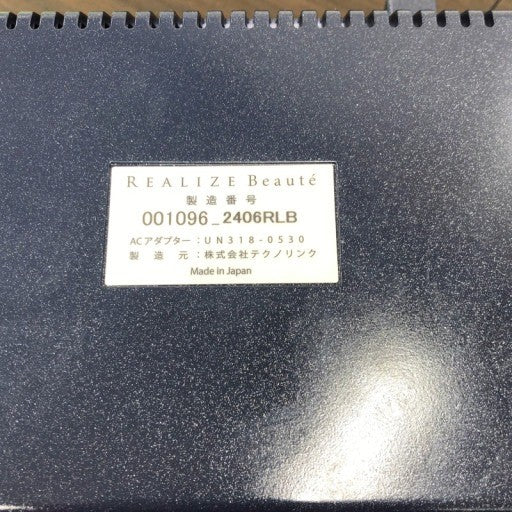 REALIZE Beauté
製造番号
001096_2406RLB
ACアダプター：UN318-0530
製造元：株式会社テクノリンク
Made in Japan